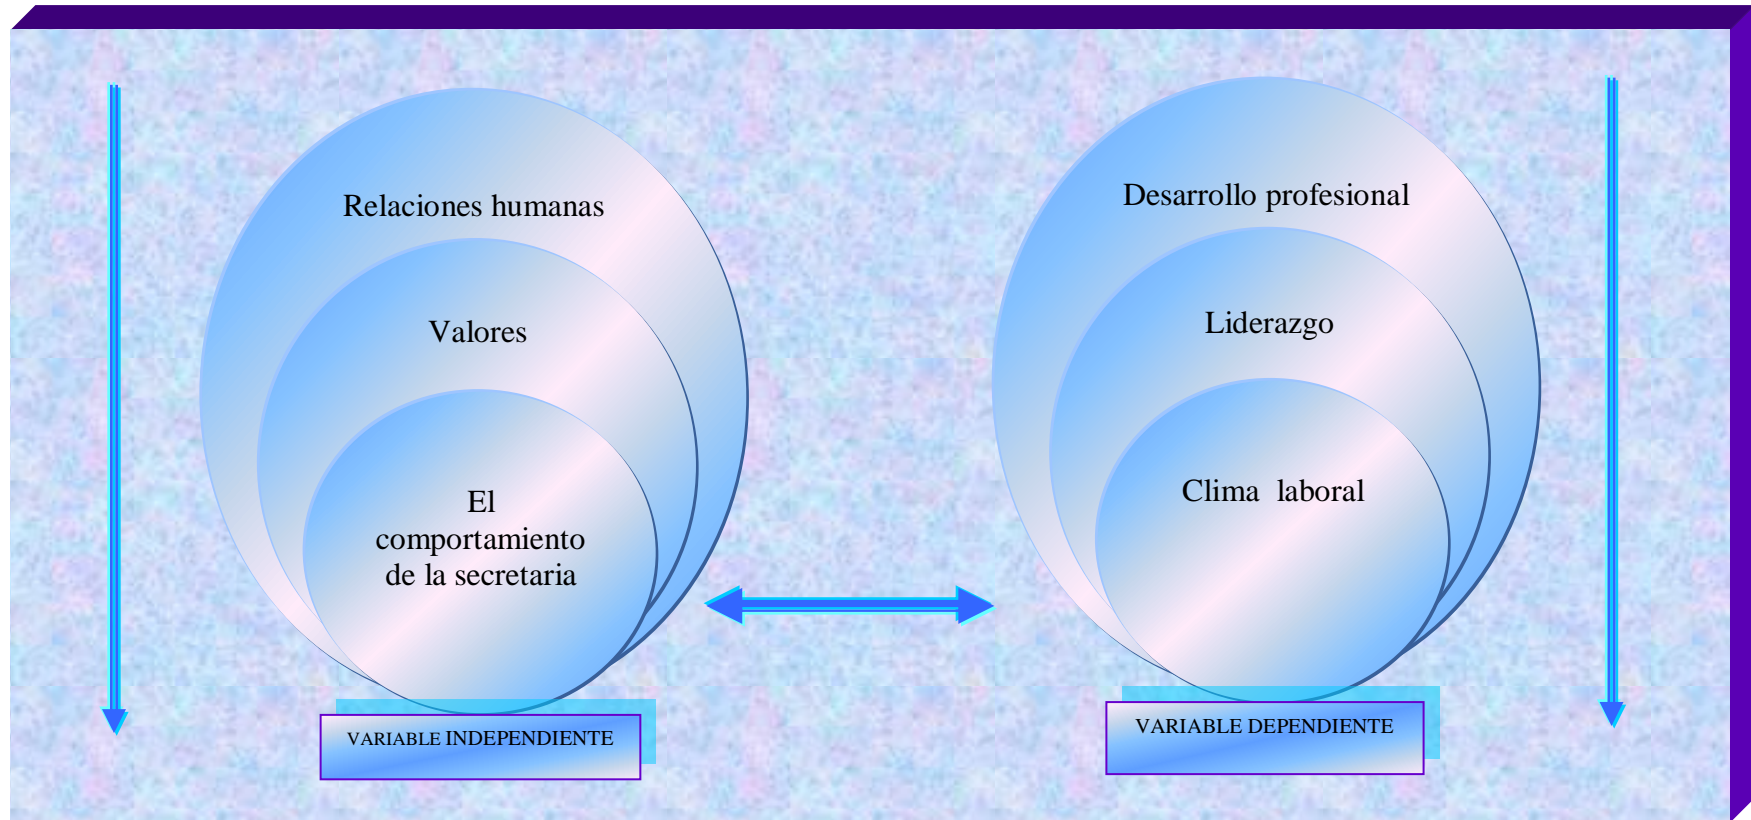 Relaciones humanas
Valores
El
comportamiento
de la secretaria
VARIABLE INDEPENDIENTE
Desarrollo profesional
Liderazgo
Clima laboral
VARIABLE DEPENDIENTE